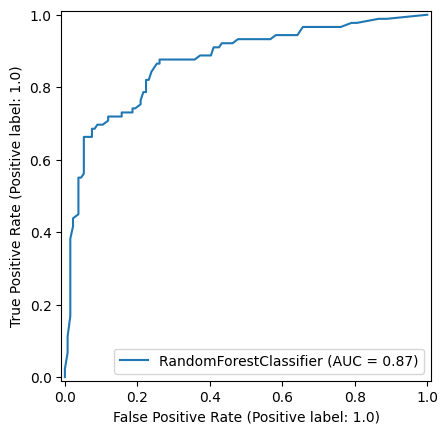 1.0
0.8
0.6
0.4
0.2
0.0
True Positive Rate (Positive label: 1.0)
RandomForestClassifier (AUC = 0.87)
0.0 0.2 0.4 0.6 0.8 1.0
False Positive Rate (Positive label: 1.0)